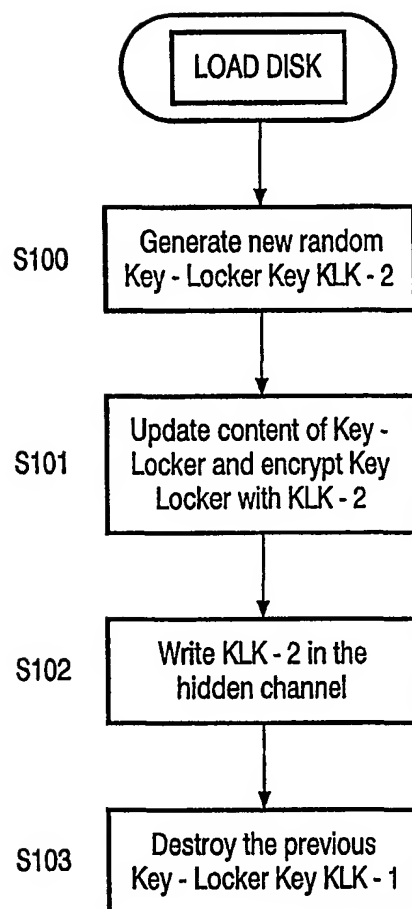 LOAD DISK
S100
Generate new random
Key - Locker Key KLK - 2
S101
Update content of Key -
Locker and encrypt Key
Locker with KLK - 2
S102
Write KLK - 2 in the
hidden channel
S103
Destroy the previous
Key - Locker Key KLK - 1